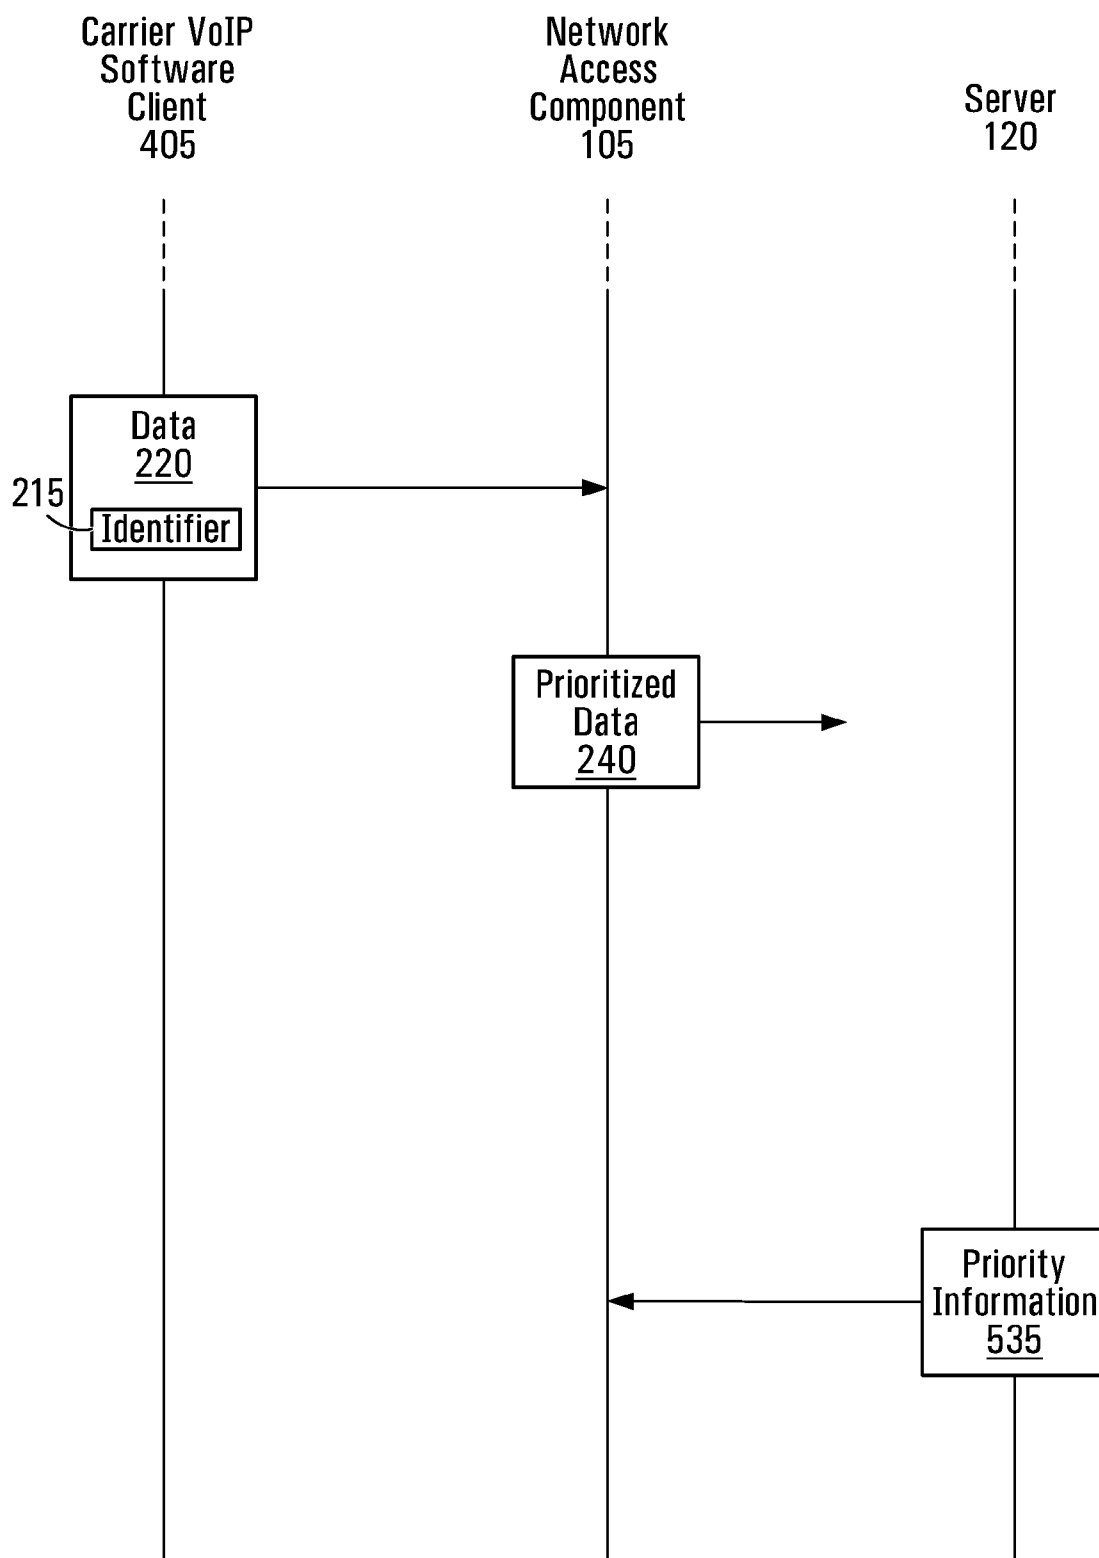 Carrier VoIP
Software
Client
405
Network
Access
Component
105
Server
120
Data
220
215
Identifier
Prioritized
Data
240
Priority
Information
535